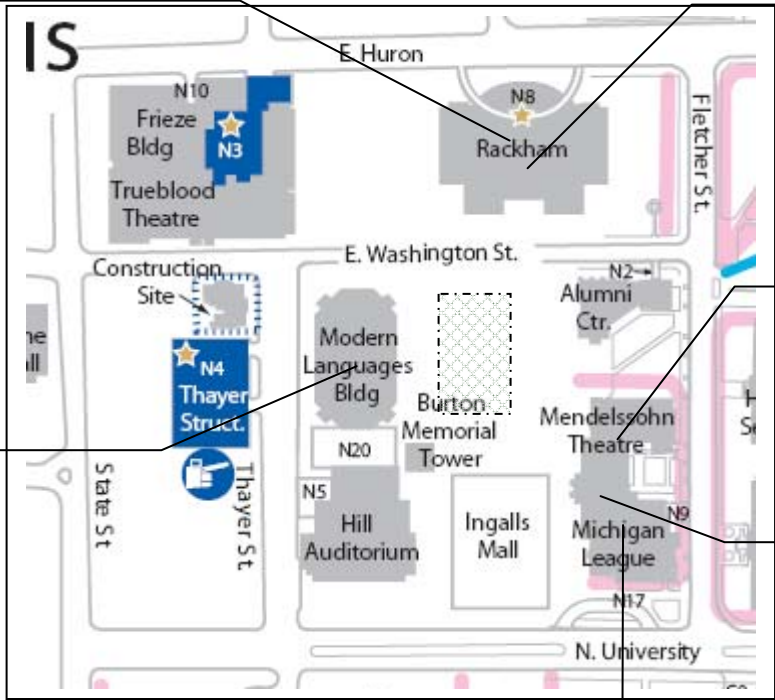 IS
E. Huron
N10
Frieze
Bldg
N3
Trueblood
Theatre
N8
Rackham
Fletcher St.
E. Washington St.
Construction
Site
N2
Alumni
Ctr.
N4
Thayer
Struct.
Modern
Languages
Bldg
Burton
Memorial
Tower
Mendelssohn
Theatre
N20
N5
Hill
Auditorium
Ingalls
Mall
N9
Michigan
League
N17
State St
Thayer St
N. University